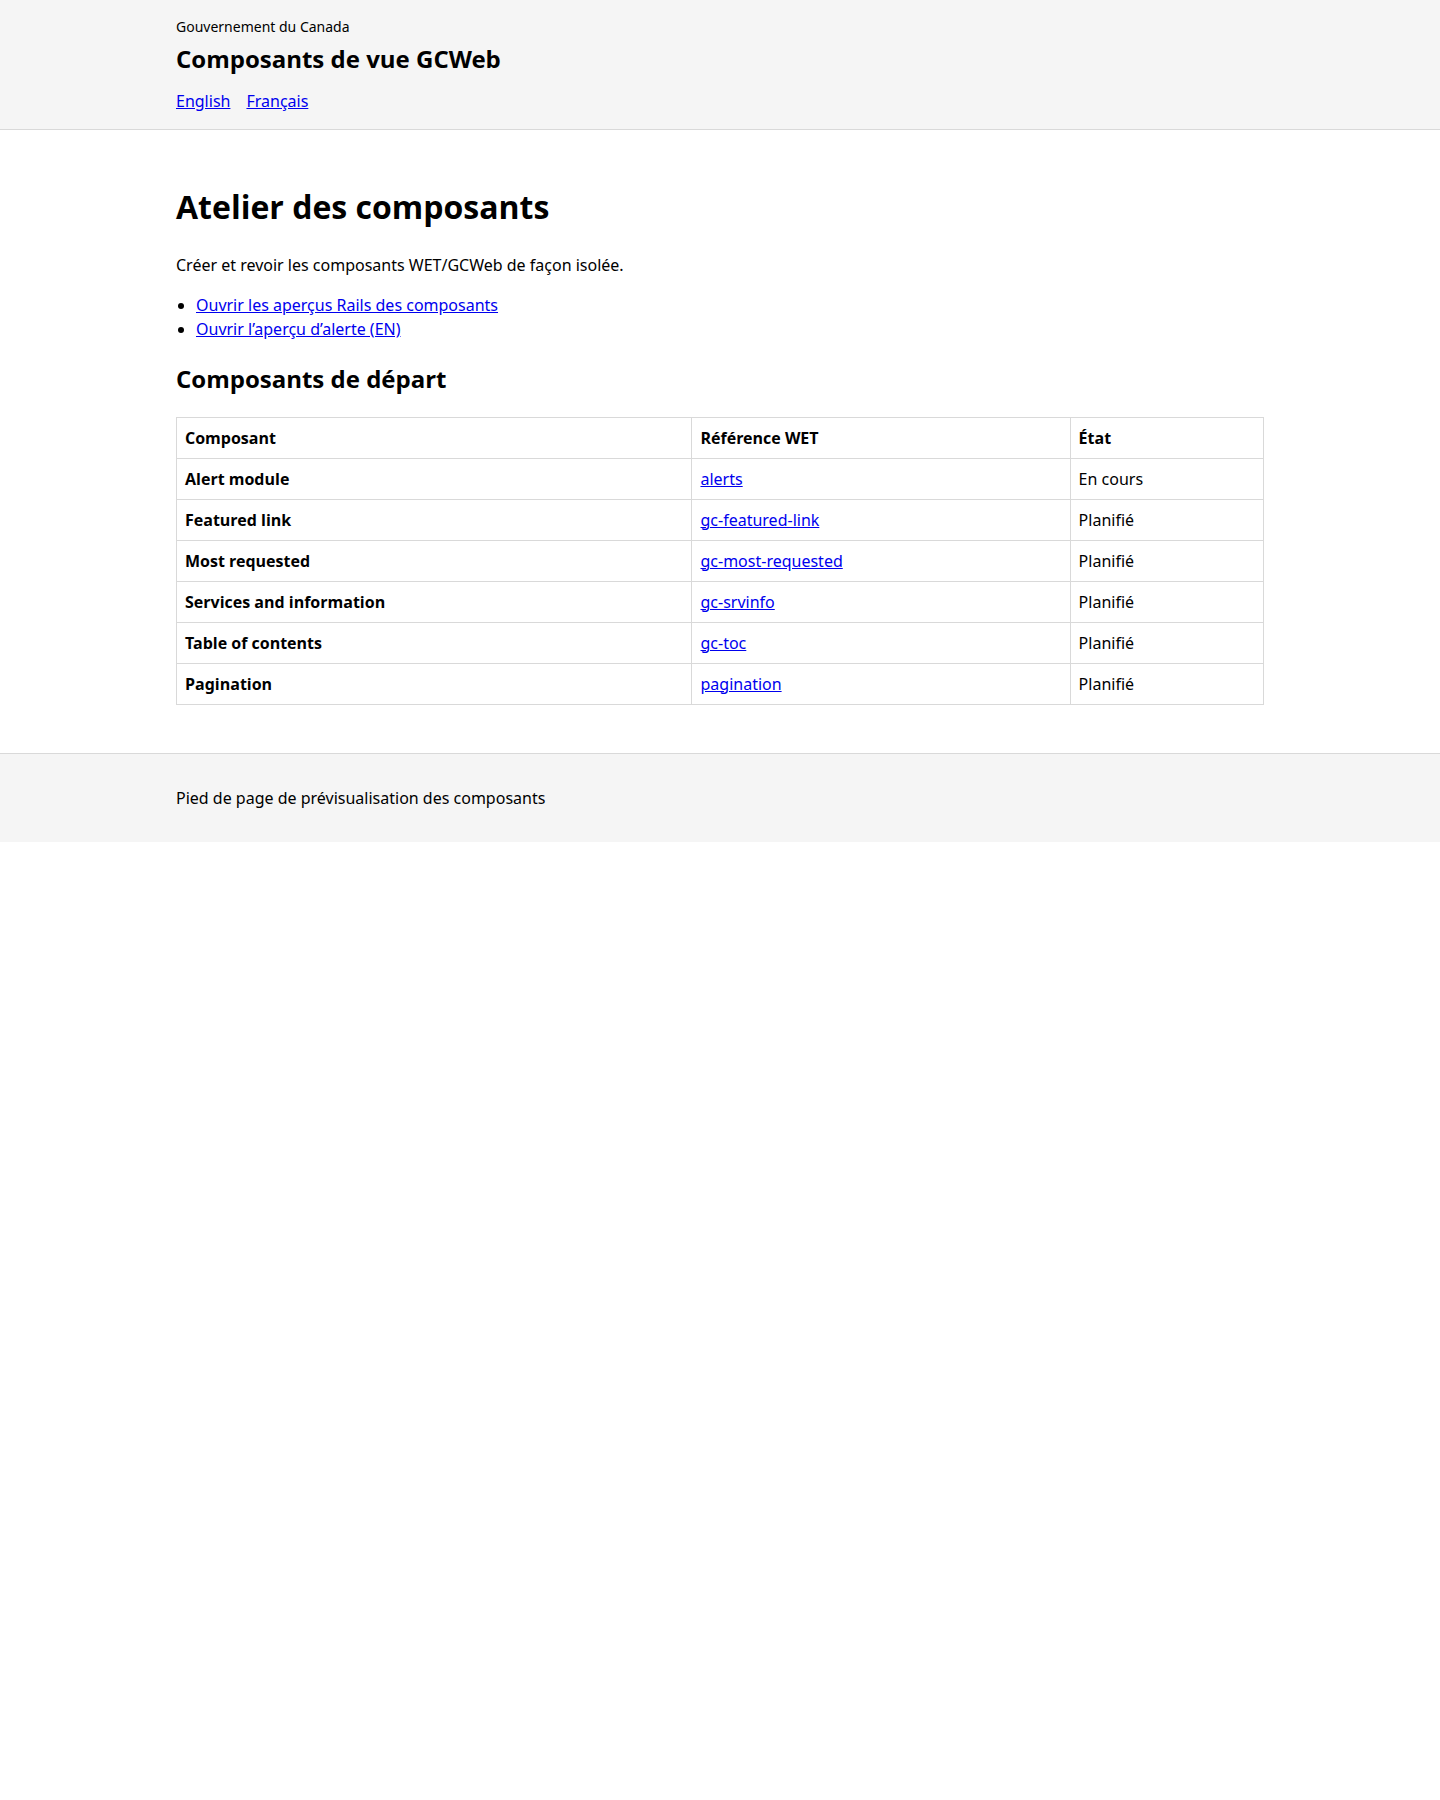 Gouvernement du Canada
Composants de vue GCWeb
English Français
Atelier des composants
Créer et revoir les composants WET/GCWeb de façon isolée.
Ouvrir les aperçus Rails des composants
Ouvrir l’aperçu d’alerte (EN)
Composants de départ
Composant Référence WET État
Alert module alerts En cours
Featured link gc-featured-link Planifié
Most requested gc-most-requested Planifié
Services and information gc-srvinfo Planifié
Table of contents gc-toc Planifié
Pagination pagination Planifié
Pied de page de prévisualisation des composants